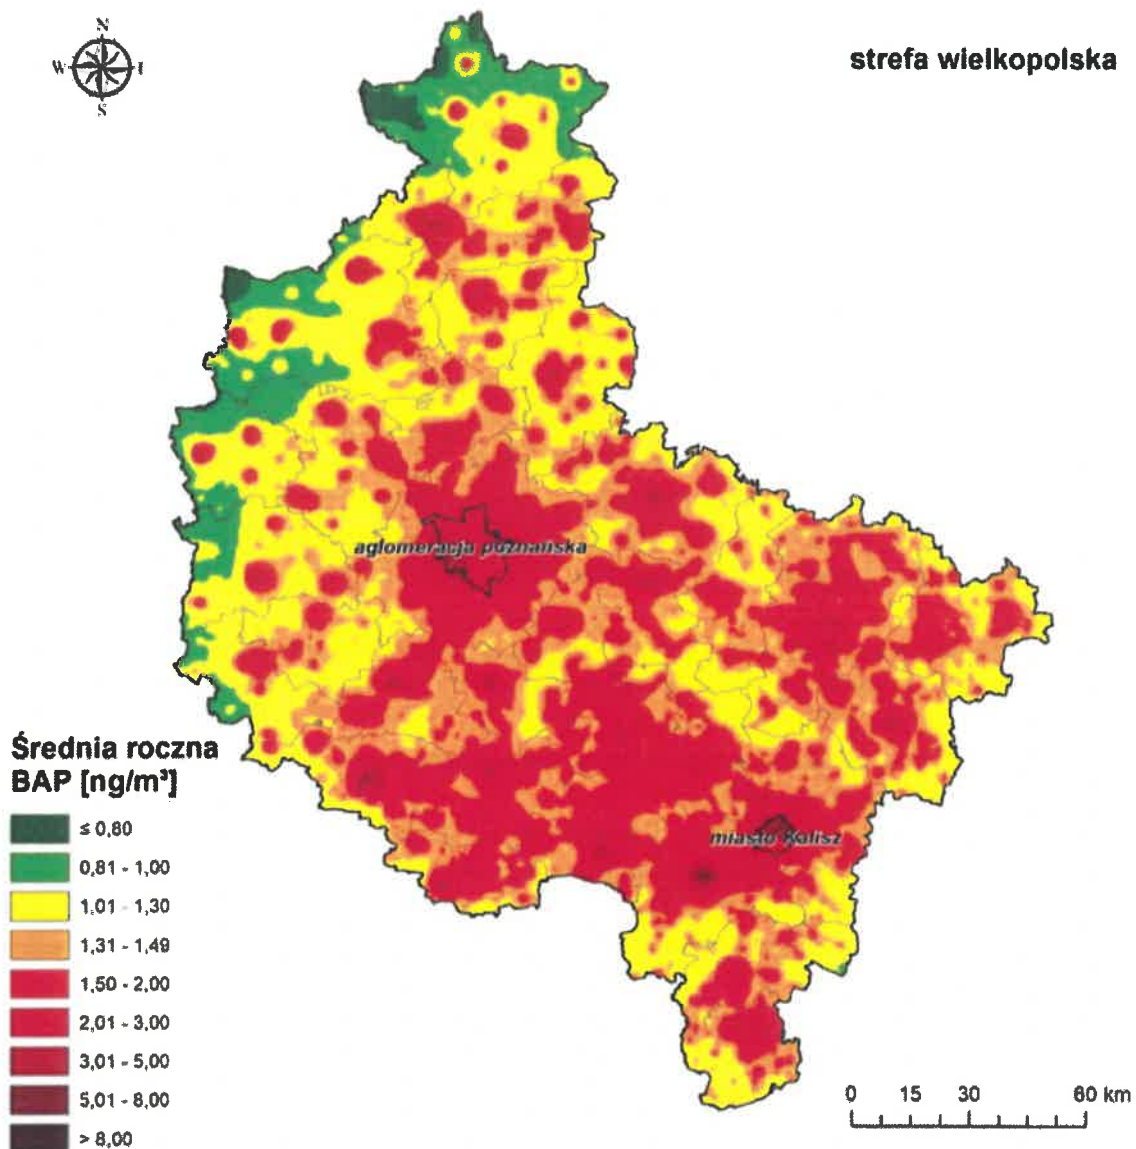 N
W
I
S
strefa wielkopolska
aglomeracja poznańska
miasto Kalisz
Średnia roczna
BAP [ng/m³]
≤ 0,80
0,81 - 1,00
1,01 - 1,30
1,31 - 1,49
1,50 - 2,00
2,01 - 3,00
3,01 - 5,00
5,01 - 8,00
> 8,00
0 15 30 60 km